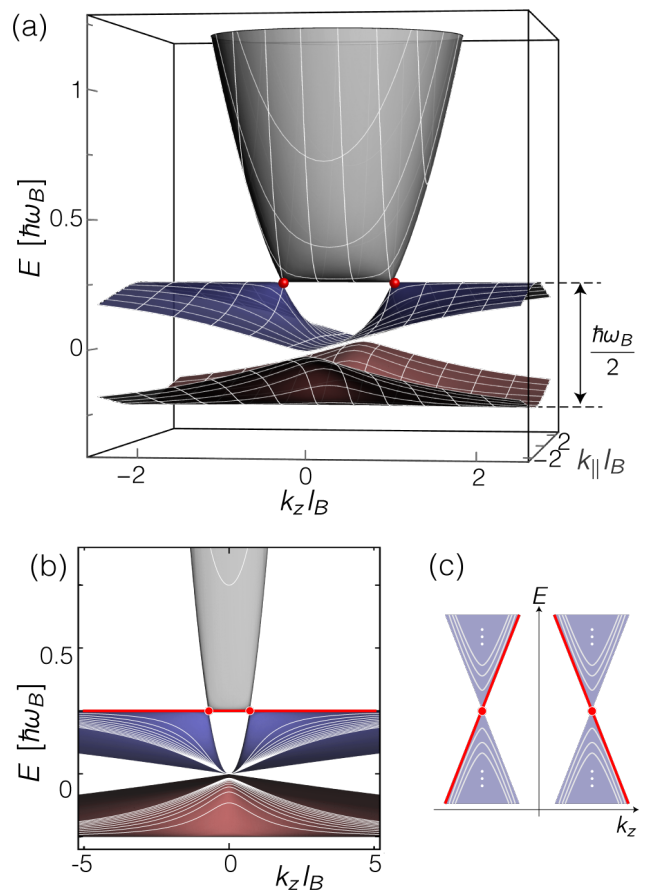 (a)
1
0.5
0
E [ħω_B]
ħω_B
2
-2
0
2
k_z l_B
-2
2
k_∥ l_B
(b)
0.5
0
E [ħω_B]
-5
0
5
k_z l_B
(c)
E
k_z